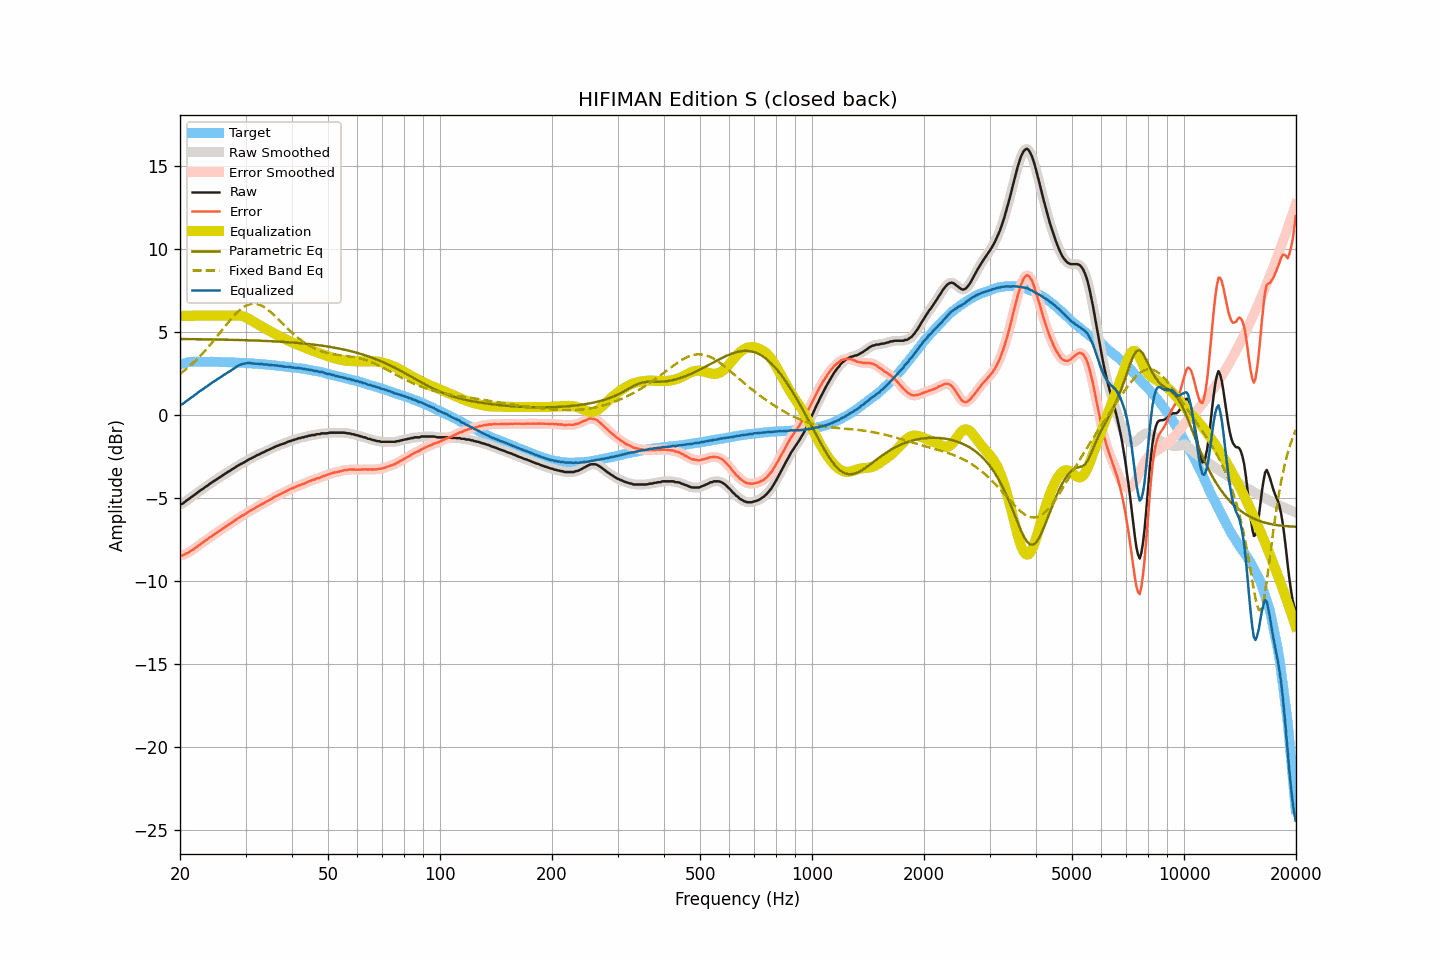 HIFIMAN Edition S (closed back)
Target
Raw Smoothed
Error Smoothed
Raw
Error
Equalization
Parametric Eq
Fixed Band Eq
Equalized
15
10
5
0
−5
−10
−15
−20
−25
Amplitude (dBr)
20 50 100 200 500 1000 2000 5000 10000 20000
Frequency (Hz)